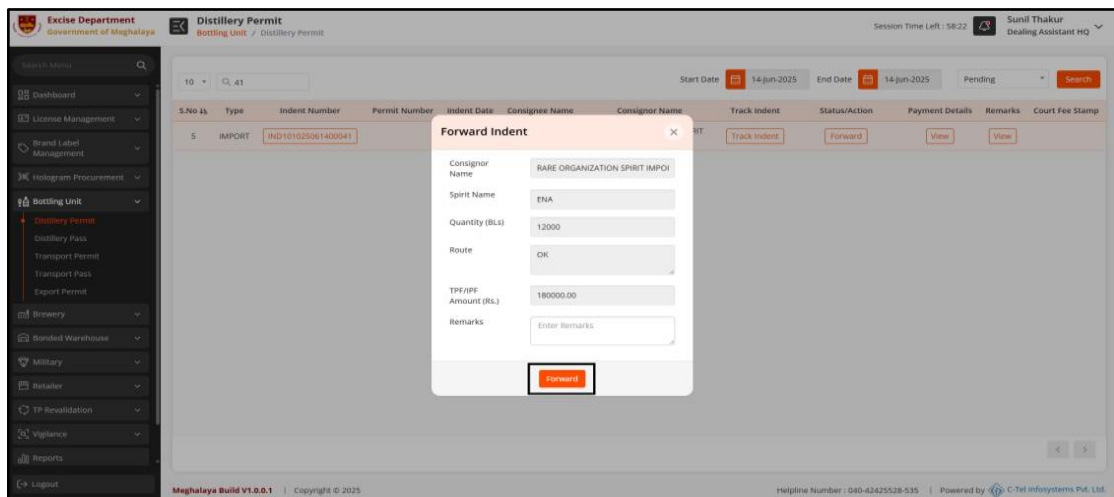 Excise Department
Government of Meghalaya
Distillery Permit
Bottling Unit / Distillery Permit
Session Time Left : 58:22
Sunil Thakur
Dealing Assistant HQ
Search Menu
Dashboard
License Management
Brand Label
Management
Hologram Procurement
Bottling Unit
Distillery Permit
Distillery Pass
Transport Permit
Transport Pass
Export Permit
Brewery
Bonded Warehouse
Military
Retailer
TP Revalidation
Vigilance
Reports
Logout
10
41
Start Date
14-Jun-2025
End Date
14-Jun-2025
Pending
Search
S.No Type Indent Number Permit Number Indent Date Consignee Name Consignor Name Track Indent Status/Action Payment Details Remarks Court Fee Stamp
5 IMPORT IND101025061400041 Track Indent Forward View View
Forward Indent
Consignor
Name
RARE ORGANIZATION SPIRIT IMPOI
Spirit Name
ENA
Quantity (BLs)
12000
Route
OK
TPF/IPF
Amount (Rs.)
180000.00
Remarks
Enter Remarks
Forward
Meghalaya Build V1.0.0.1 | Copyright © 2025
Helpline Number : 040-42425528-535 | Powered by C-Tel Infosystems Pvt. Ltd.